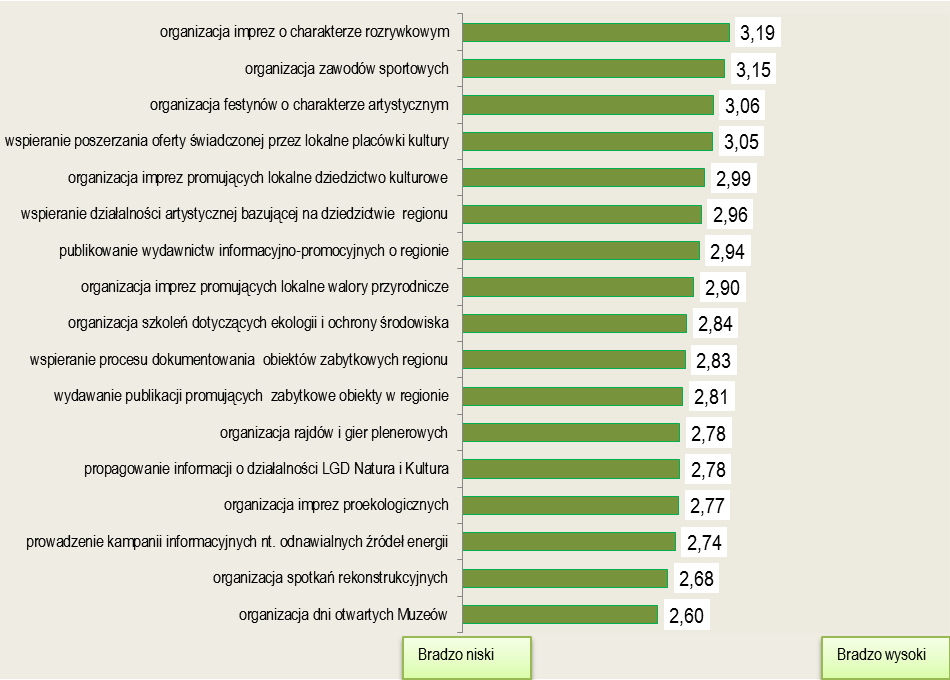 organizacja imprez o charakterze rozrywkowym 3,19
organizacja zawodów sportowych 3,15
organizacja festynów o charakterze artystycznym 3,06
wspieranie poszerzania oferty świadczonej przez lokalne placówki kultury 3,05
organizacja imprez promujących lokalne dziedzictwo kulturowe 2,99
wspieranie działalności artystycznej bazującej na dziedzictwie regionu 2,96
publikowanie wydawnictw informacyjno-promocyjnych o regionie 2,94
organizacja imprez promujących lokalne walory przyrodnicze 2,90
organizacja szkoleń dotyczących ekologii i ochrony środowiska 2,84
wspieranie procesu dokumentowania obiektów zabytkowych regionu 2,83
wydawanie publikacji promujących zabytkowe obiekty w regionie 2,81
organizacja rajdów i gier plenerowych 2,78
propagowanie informacji o działalności LGD Natura i Kultura 2,78
organizacja imprez proekologicznych 2,77
prowadzenie kampanii informacyjnych nt. odnawialnych źródeł energii 2,74
organizacja spotkań rekonstrukcyjnych 2,68
organizacja dni otwartych Muzeów 2,60
Bradzo niski Bradzo wysoki